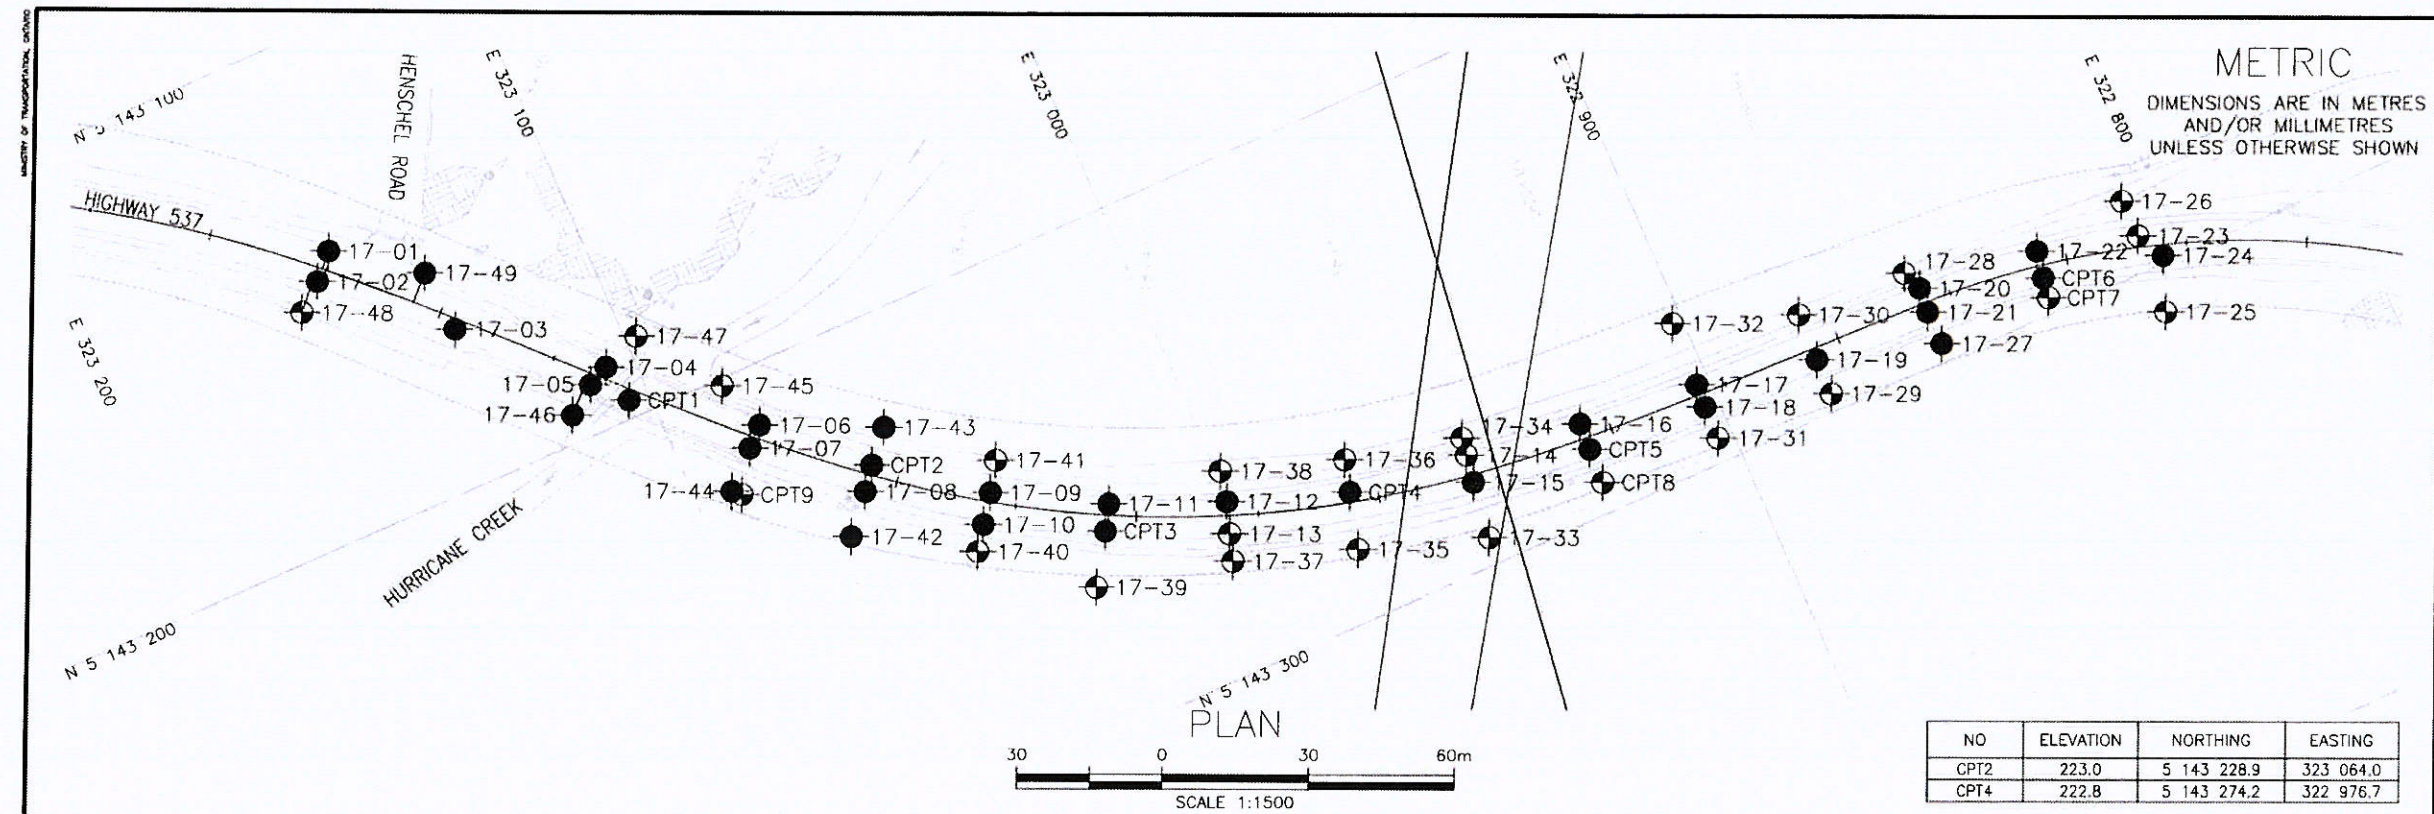 MINISTRY OF TRANSPORTATION, ONTARIO
METRIC
DIMENSIONS ARE IN METRES
AND/OR MILLIMETRES
UNLESS OTHERWISE SHOWN
N 5 143 100
HENSCHEL ROAD
E 323 100
E 323 000
E 322 900
E 322 800
HIGHWAY 537
E 323 200
17-01
17-02
17-48
17-49
17-03
17-47
17-04
17-05
17-46
CPT1
17-45
17-06
17-07
17-43
CPT2
17-44
CPT9
17-08
17-42
17-41
17-09
17-10
17-40
17-11
CPT3
17-39
17-38
17-12
17-13
17-37
17-36
CPT4
17-35
17-34
17-14
17-15
17-33
17-16
CPT5
CPT8
17-32
17-17
17-18
17-31
17-30
17-19
17-29
17-28
17-20
17-21
17-27
17-22
CPT6
CPT7
17-26
17-23
17-24
17-25
HURRICANE CREEK
N 5 143 200
N 5 143 300
PLAN
30 0 30 60m
SCALE 1:1500
NO ELEVATION NORTHING EASTING
CPT2 223.0 5 143 228.9 323 064.0
CPT4 222.8 5 143 274.2 322 976.7